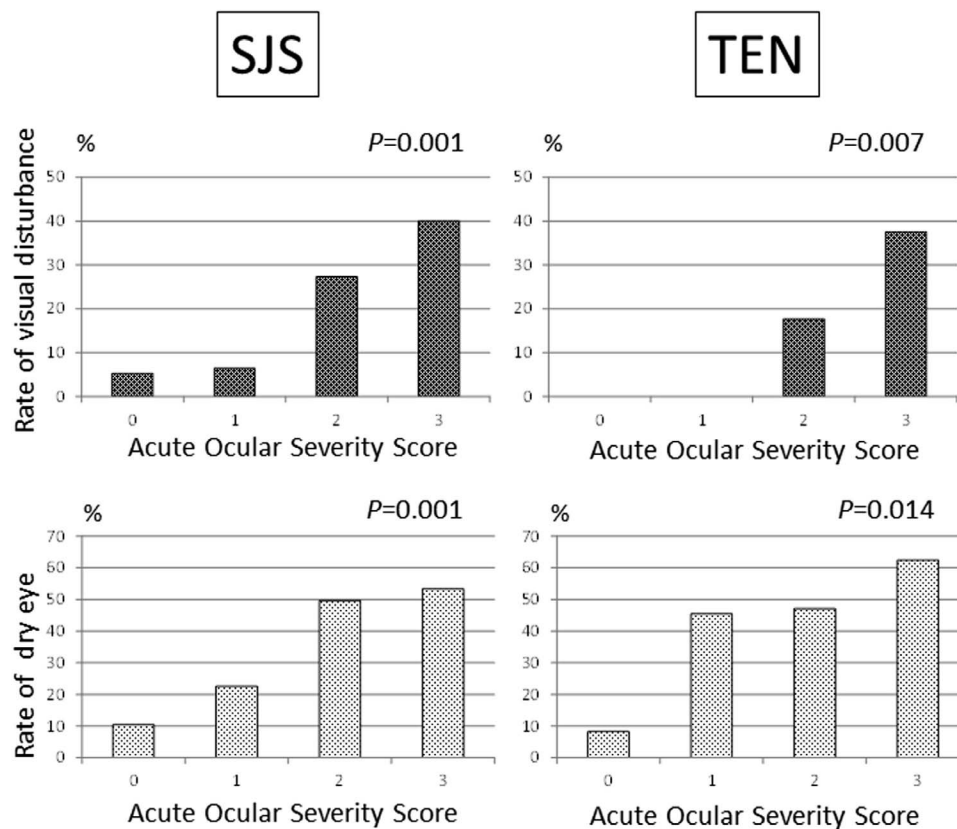 SJS
TEN
% P=0.001
Rate of visual disturbance
50
40
30
20
10
0
0 1 2 3
Acute Ocular Severity Score
% P=0.007
50
40
30
20
10
0
0 1 2 3
Acute Ocular Severity Score
% P=0.001
Rate of dry eye
70
60
50
40
30
20
10
0
0 1 2 3
Acute Ocular Severity Score
% P=0.014
70
60
50
40
30
20
10
0
0 1 2 3
Acute Ocular Severity Score